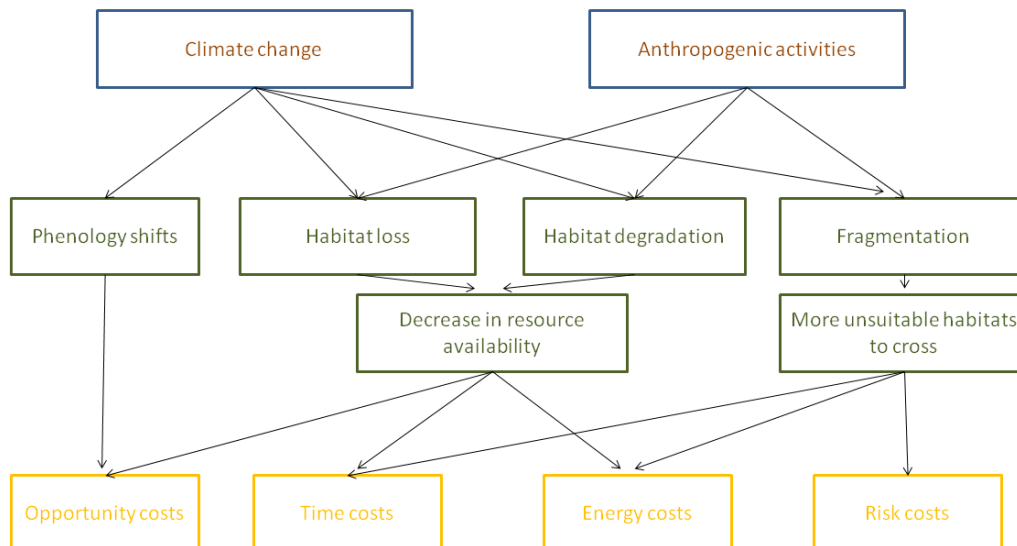 Climate change
Anthropogenic activities
Phenology shifts
Habitat loss
Habitat degradation
Fragmentation
Decrease in resource
availability
More unsuitable habitats
to cross
Opportunity costs
Time costs
Energy costs
Risk costs